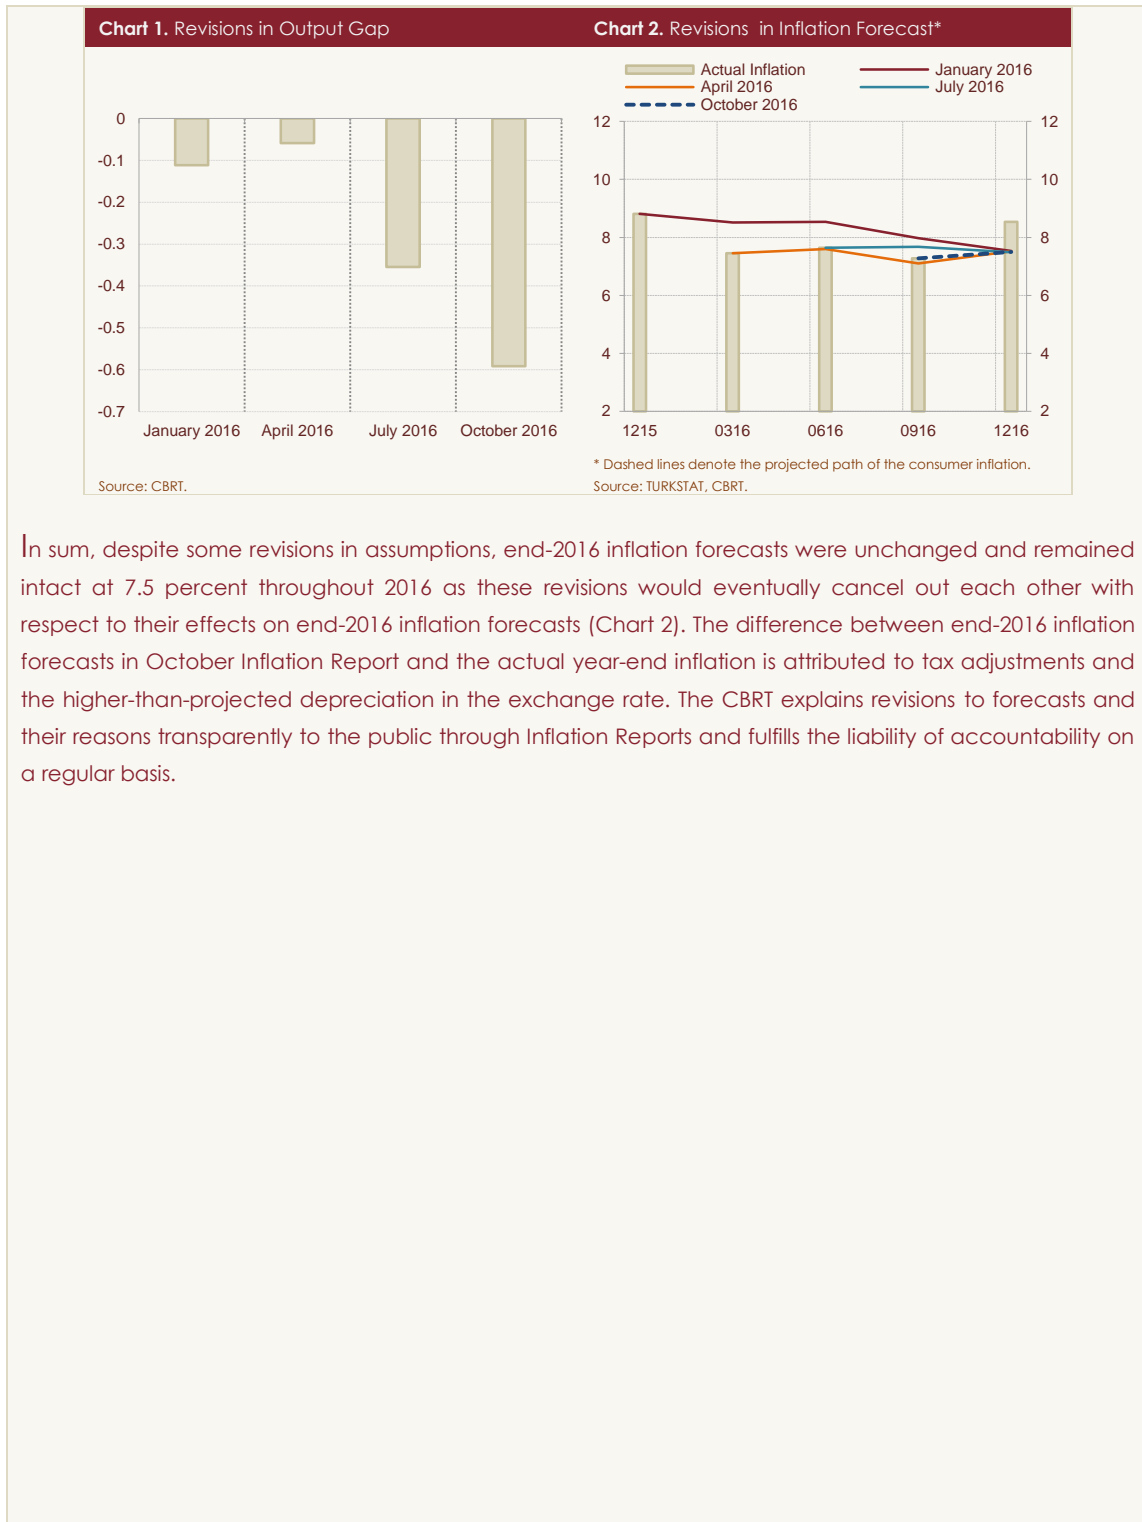 Chart 1. Revisions in Output Gap
Chart 2. Revisions in Inflation Forecast*
Actual Inflation
January 2016
April 2016
July 2016
October 2016
0
-0.1
-0.2
-0.3
-0.4
-0.5
-0.6
-0.7
January 2016 April 2016 July 2016 October 2016
12
10
8
6
4
2
12
10
8
6
4
2
1215 0316 0616 0916 1216
* Dashed lines denote the projected path of the consumer inflation.
Source: CBRT.
Source: TURKSTAT, CBRT.
In sum, despite some revisions in assumptions, end-2016 inflation forecasts were unchanged and remained
intact at 7.5 percent throughout 2016 as these revisions would eventually cancel out each other with
respect to their effects on end-2016 inflation forecasts (Chart 2). The difference between end-2016 inflation
forecasts in October Inflation Report and the actual year-end inflation is attributed to tax adjustments and
the higher-than-projected depreciation in the exchange rate. The CBRT explains revisions to forecasts and
their reasons transparently to the public through Inflation Reports and fulfills the liability of accountability on
a regular basis.